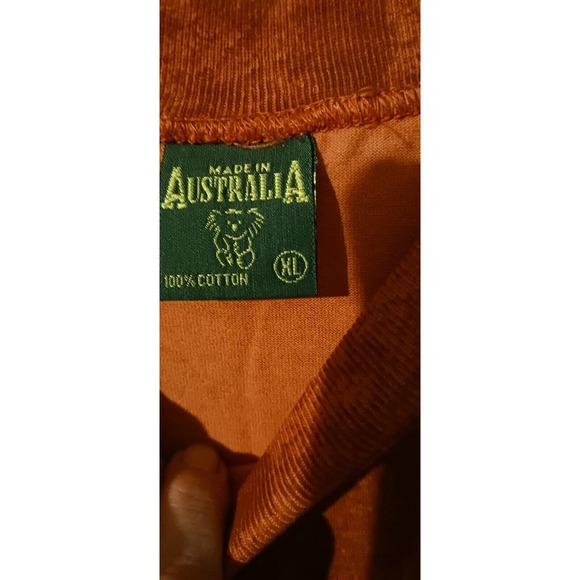 MADE IN
AUSTRALIA
XL
100% COTTON